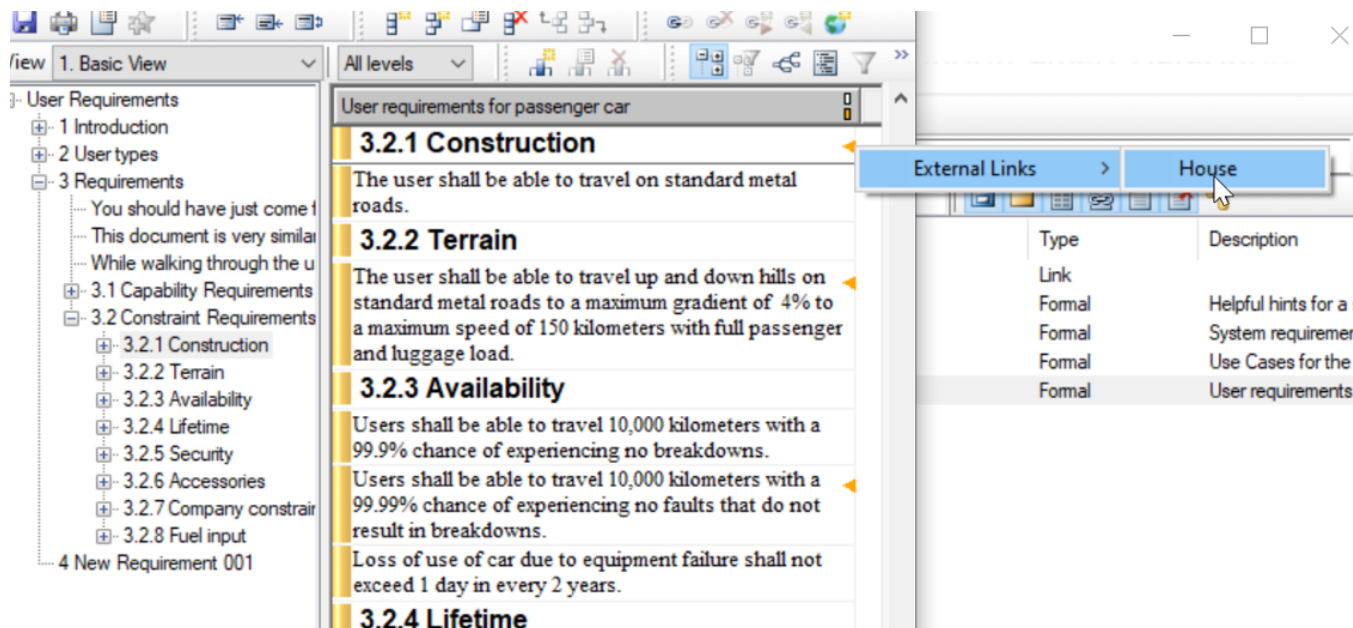 View
1. Basic View
All levels
User Requirements
1 Introduction
2 User types
3 Requirements
You should have just come f
This document is very similar
While walking through the u
3.1 Capability Requirements
3.2 Constraint Requirements
3.2.1 Construction
3.2.2 Terrain
3.2.3 Availability
3.2.4 Lifetime
3.2.5 Security
3.2.6 Accessories
3.2.7 Company constrain
3.2.8 Fuel input
4 New Requirement 001
User requirements for passenger car
3.2.1 Construction
The user shall be able to travel on standard metal
roads.
3.2.2 Terrain
The user shall be able to travel up and down hills on
standard metal roads to a maximum gradient of 4% to
a maximum speed of 150 kilometers with full passenger
and luggage load.
3.2.3 Availability
Users shall be able to travel 10,000 kilometers with a
99.9% chance of experiencing no breakdowns.
Users shall be able to travel 10,000 kilometers with a
99.99% chance of experiencing no faults that do not
result in breakdowns.
Loss of use of car due to equipment failure shall not
exceed 1 day in every 2 years.
3.2.4 Lifetime
External Links
House
Type
Description
Link
Formal
Helpful hints for a
Formal
System requiremen
Formal
Use Cases for the
Formal
User requirements